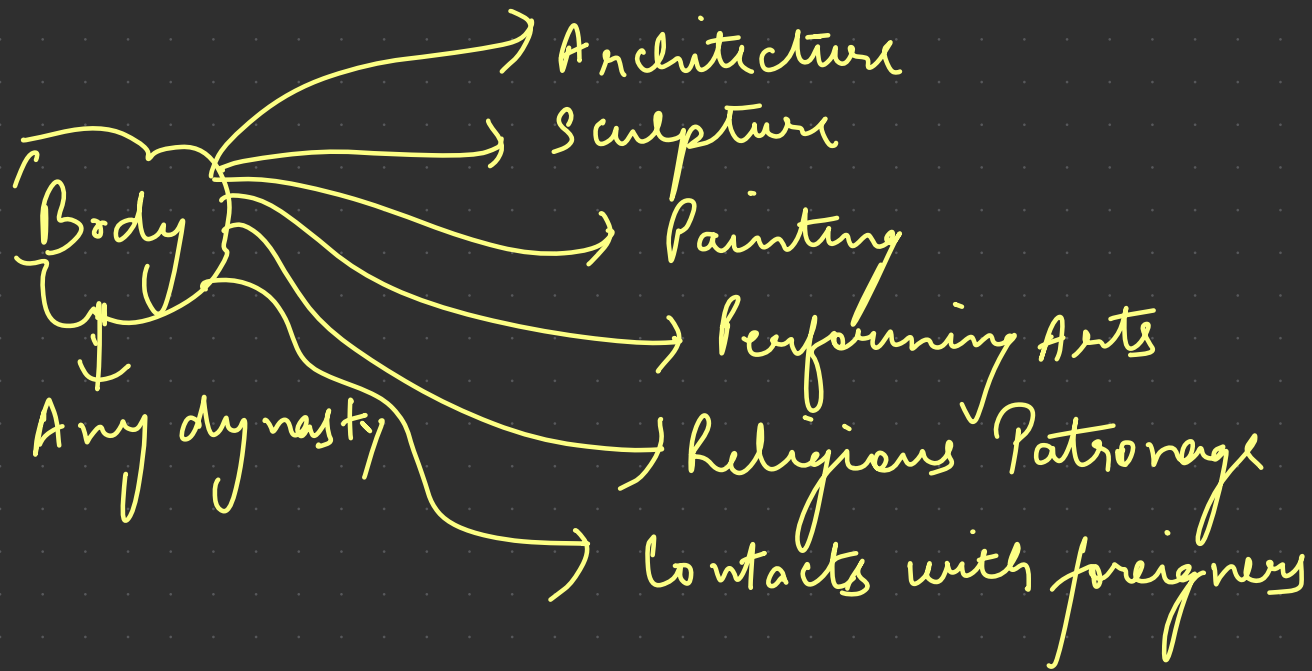 Architecture
Sculpture
Body
Painting
Performing Arts
Any dynasty
Religious Patronage
Contacts with foreigners